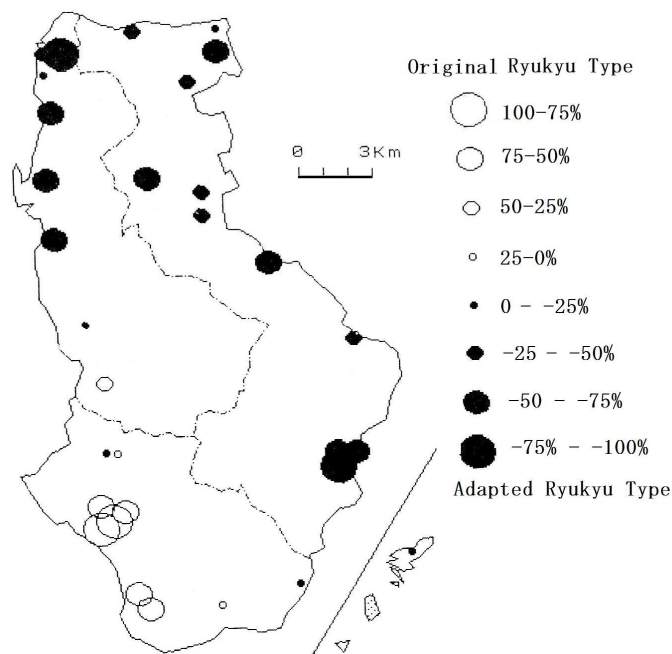 Original Ryukyu Type
100-75%
75-50%
50-25%
25-0%
0 - -25%
-25 - -50%
-50 - -75%
-75% - -100%
Adapted Ryukyu Type
0 3Km